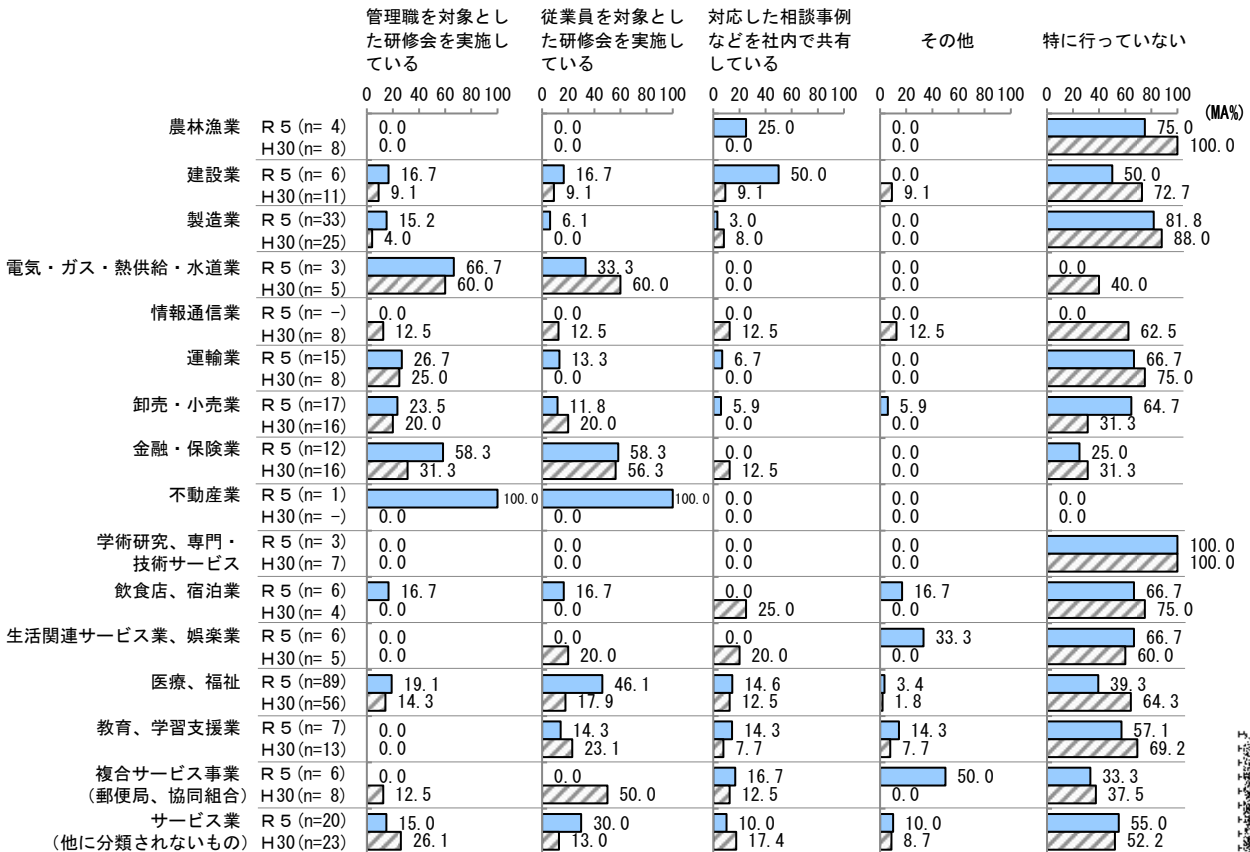 管理職を対象とし
た研修会を実施し
ている
従業員を対象とし
た研修会を実施し
ている
対応した相談事例
などを社内で共有
している
その他
特に行っていない
0 20 40 60 80 100 0 20 40 60 80 100 0 20 40 60 80 100 0 20 40 60 80 100 0 20 40 60 80 100
(MA%)
農林漁業 R5(n= 4) 0.0 0.0 25.0 0.0 75.0
H30(n= 8) 0.0 0.0 0.0 0.0 100.0
建設業 R5(n= 6) 16.7 16.7 50.0 0.0 50.0
H30(n=11) 9.1 9.1 9.1 9.1 72.7
製造業 R5(n=33) 15.2 6.1 3.0 0.0 81.8
H30(n=25) 4.0 0.0 8.0 0.0 88.0
電気・ガス・熱供給・水道業 R5(n= 3) 66.7 33.3 0.0 0.0 0.0
H30(n= 5) 60.0 60.0 0.0 0.0 40.0
情報通信業 R5(n= -) 0.0 0.0 0.0 0.0 0.0
H30(n= 8) 12.5 12.5 12.5 12.5 62.5
運輸業 R5(n=15) 26.7 13.3 6.7 0.0 66.7
H30(n= 8) 25.0 0.0 0.0 0.0 75.0
卸売・小売業 R5(n=17) 23.5 11.8 5.9 5.9 64.7
H30(n=16) 20.0 20.0 0.0 0.0 31.3
金融・保険業 R5(n=12) 58.3 58.3 0.0 0.0 25.0
H30(n=16) 31.3 56.3 12.5 0.0 31.3
不動産業 R5(n= 1) 100.0 100.0 0.0 0.0 0.0
H30(n= -) 0.0 0.0 0.0 0.0 0.0
学術研究、専門・ R5(n= 3) 0.0 0.0 0.0 0.0 100.0
技術サービス H30(n= 7) 0.0 0.0 0.0 0.0 100.0
飲食店、宿泊業 R5(n= 6) 16.7 16.7 0.0 16.7 66.7
H30(n= 4) 0.0 0.0 25.0 0.0 75.0
生活関連サービス業、娯楽業 R5(n= 6) 0.0 0.0 0.0 33.3 66.7
H30(n= 5) 0.0 20.0 20.0 0.0 60.0
医療、福祉 R5(n=89) 19.1 46.1 14.6 3.4 39.3
H30(n=56) 14.3 17.9 12.5 1.8 64.3
教育、学習支援業 R5(n= 7) 0.0 14.3 14.3 14.3 57.1
H30(n=13) 0.0 23.1 7.7 7.7 69.2
複合サービス事業 R5(n= 6) 0.0 0.0 16.7 50.0 33.3
(郵便局、協同組合) H30(n= 8) 12.5 50.0 12.5 0.0 37.5
サービス業 R5(n=20) 15.0 30.0 10.0 10.0 55.0
(他に分類されないもの) H30(n=23) 26.1 13.0 17.4 8.7 52.2